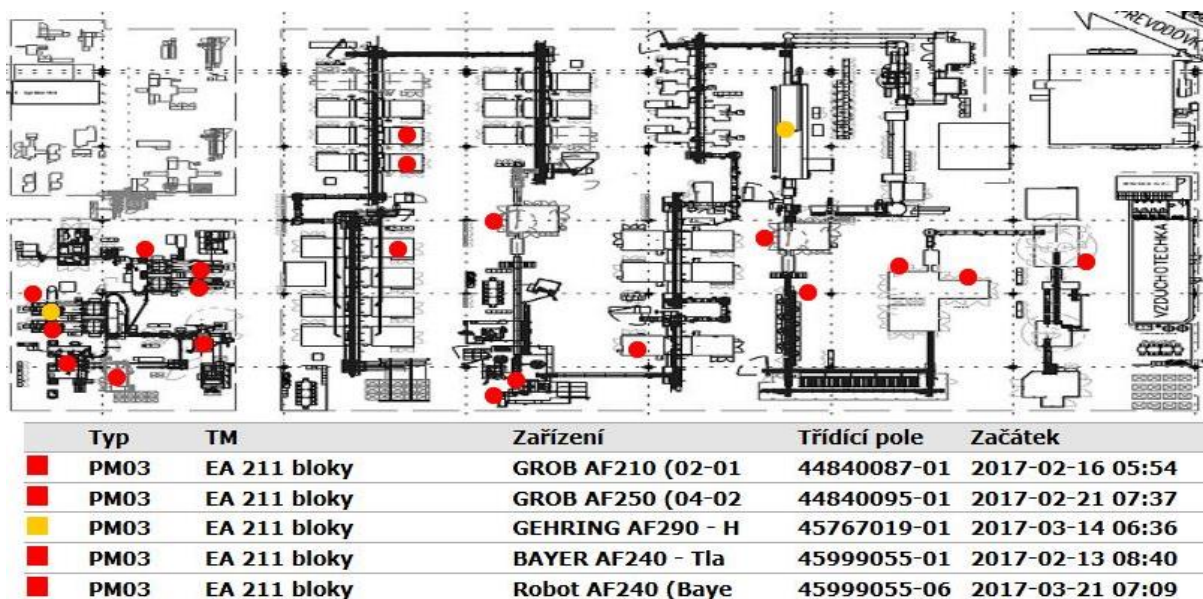 PŘEVODOV
VZDUCHOTECHKA
Typ TM Zařízení Třídící pole Začátek
PM03 EA 211 bloky GROB AF210 (02-01 44840087-01 2017-02-16 05:54
PM03 EA 211 bloky GROB AF250 (04-02 44840095-01 2017-02-21 07:37
PM03 EA 211 bloky GEHRING AF290 - H 45767019-01 2017-03-14 06:36
PM03 EA 211 bloky BAYER AF240 - Tla 45999055-01 2017-02-13 08:40
PM03 EA 211 bloky Robot AF240 (Baye 45999055-06 2017-03-21 07:09